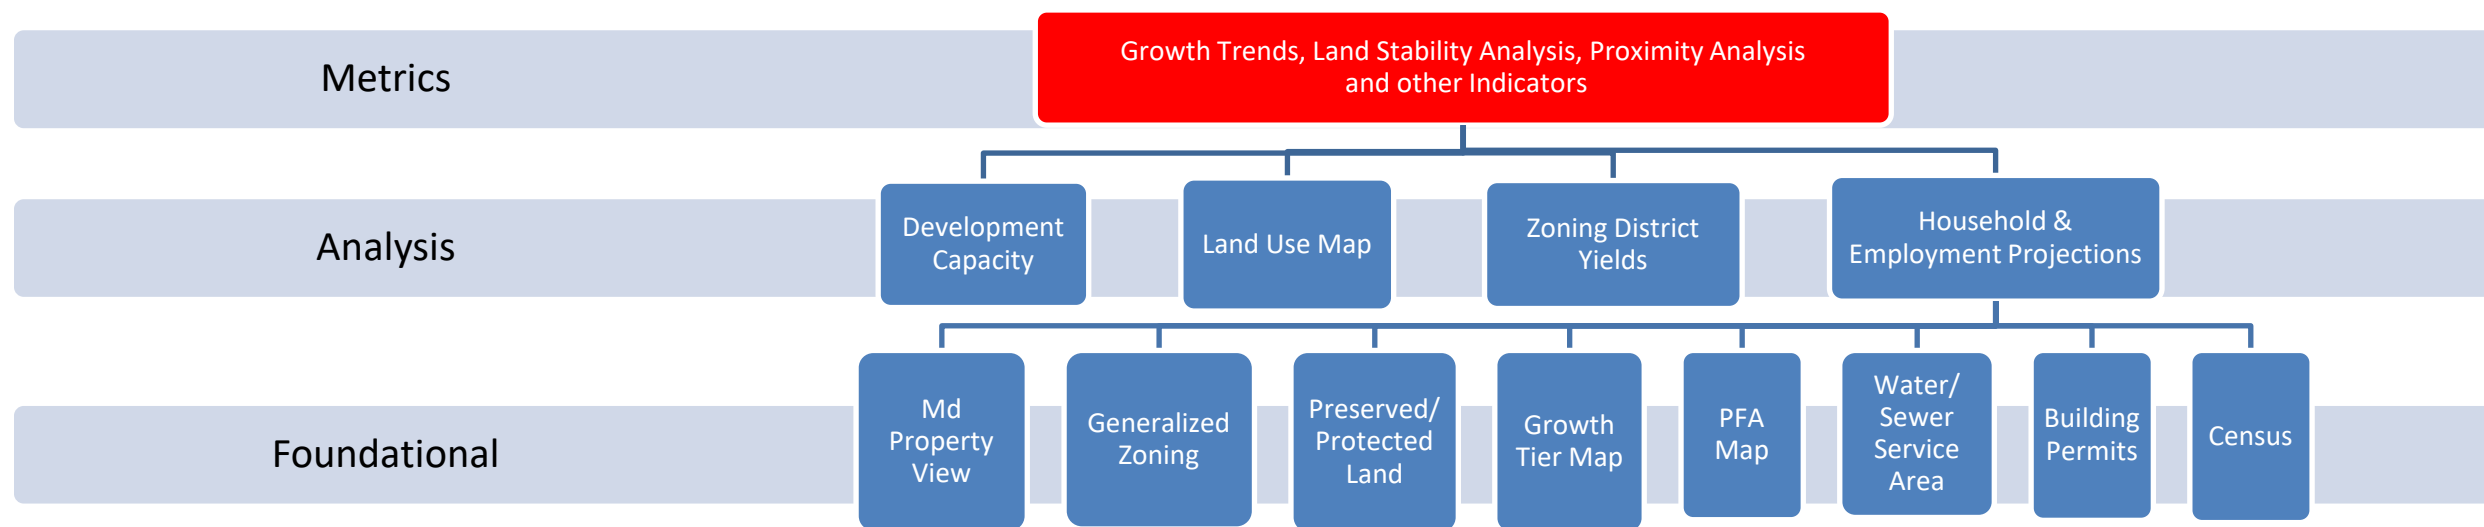 Metrics
Growth Trends, Land Stability Analysis, Proximity Analysis
and other Indicators
Analysis
Development
Capacity
Land Use Map
Zoning District
Yields
Household &
Employment Projections
Foundational
Md
Property
View
Generalized
Zoning
Preserved/
Protected
Land
Growth
Tier Map
PFA
Map
Water/
Sewer
Service
Area
Building
Permits
Census